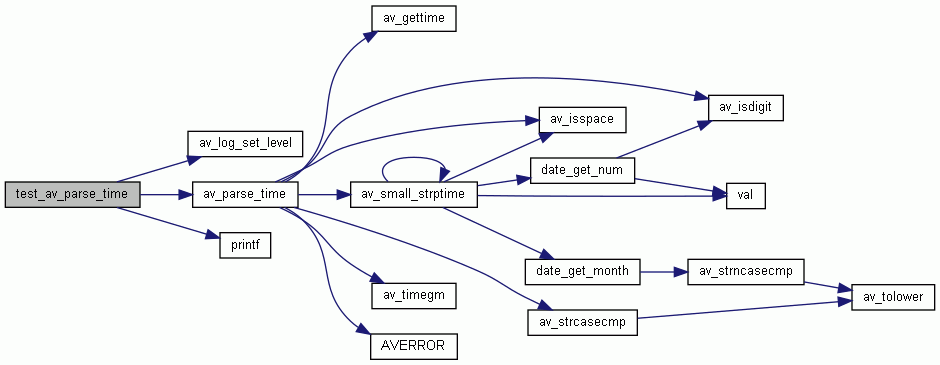 av_gettime
av_isdigit
av_isspace
av_log_set_level
date_get_num
test_av_parse_time
av_parse_time
av_small_strptime
val
printf
date_get_month
av_strncasecmp
av_timegm
av_tolower
av_strcasecmp
AVERROR